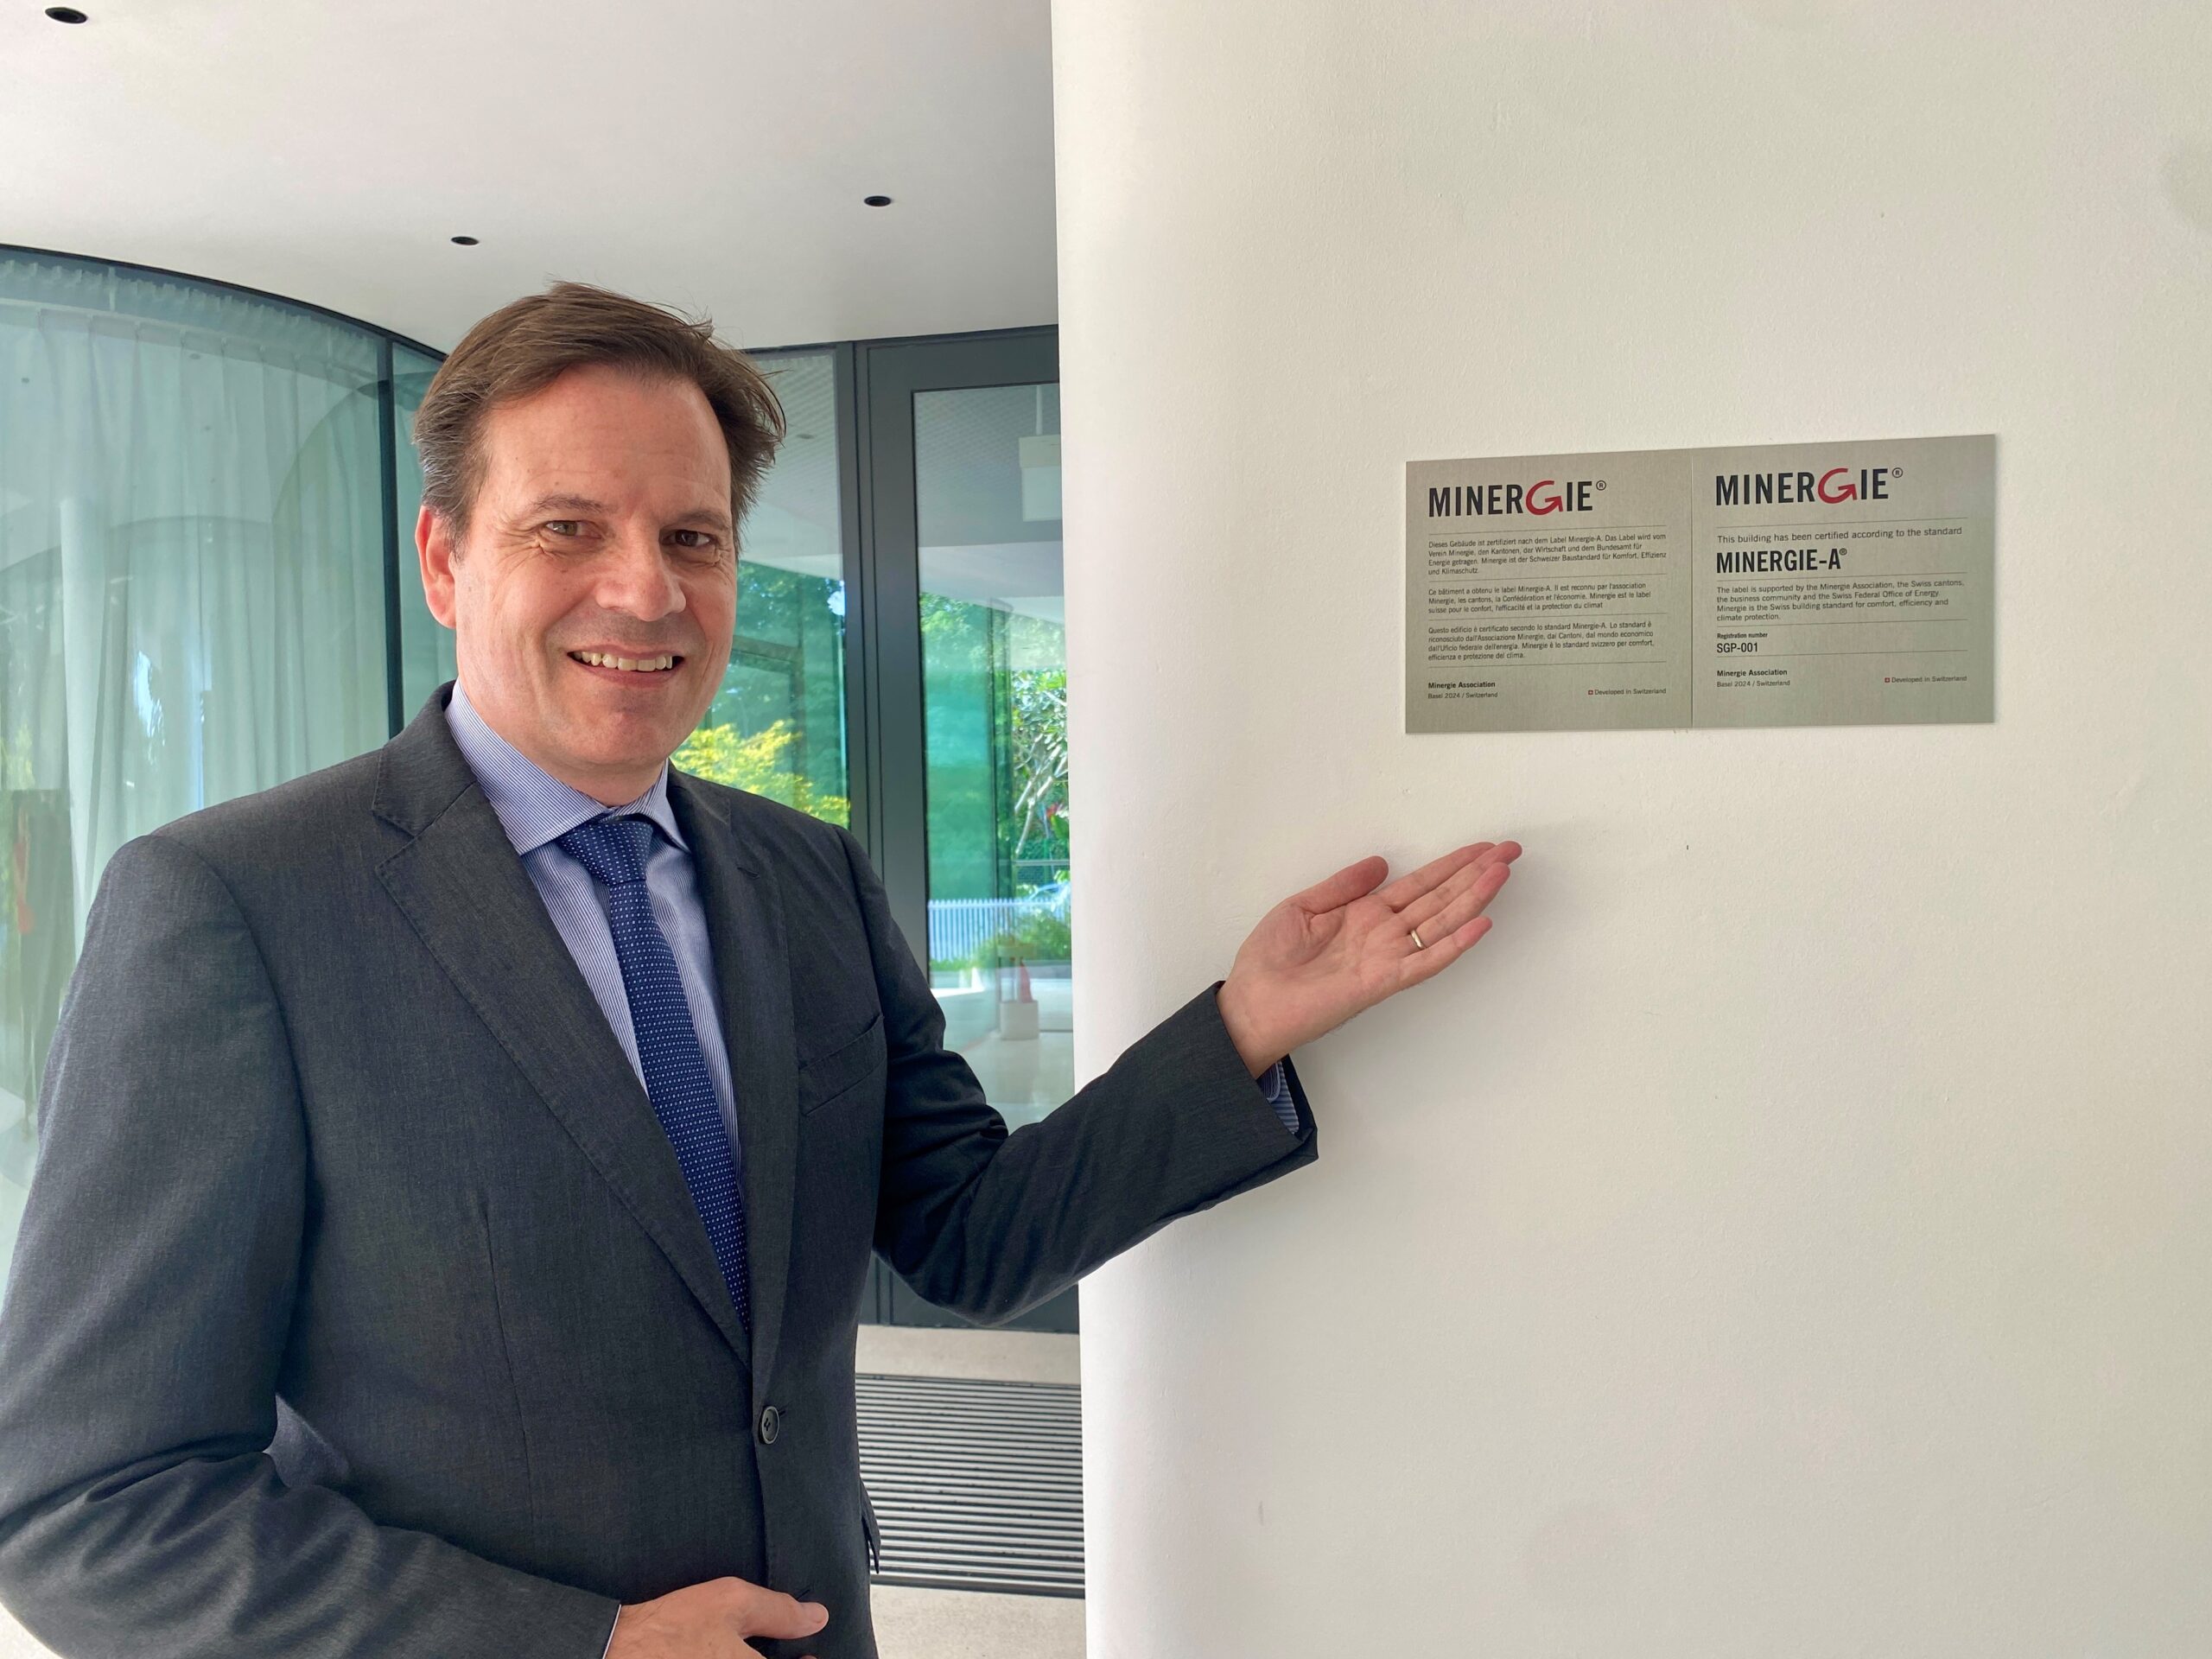 MINERGIE®
Dieses Gebäude ist zertifiziert nach dem Label Minergie-A. Das Label wird vom
Verein Minergie, den Kantonen, der Wirtschaft und dem Bundesamt für
Energie getragen. Minergie ist der Schweizer Baustandard für Komfort, Effizienz
und Klimaschutz.
Ce bâtiment a obtenu le label Minergie-A. Il est reconnu par l'association
Minergie, les cantons, la Confédération et l'économie. Minergie est le label
suisse pour le confort, l'efficacité et la protection du climat
Questo edificio è certificato secondo lo standard Minergie-A. Lo standard è
riconosciuto dall'Associazione Minergie, dai Cantoni, dal mondo economico
dall'Uficio federale dell'energia. Minergie è lo standard svizzero per comfort,
efficienza e protezione del clima.
Minergie Association
Basel 2024 / Switzerland
Developed in Switzerland
MINERGIE®
This building has been certified according to the standard
MINERGIE-A®
The label is supported by the Minergie Association, the Swiss cantons,
the business community and the Swiss Federal Office of Energy
Minergie is the Swiss building standard for comfort, efficiency and
climate protection.
Registration number
SGP-001
Minergie Association
Basel 2024 / Switzerland
Developed in Switzerland